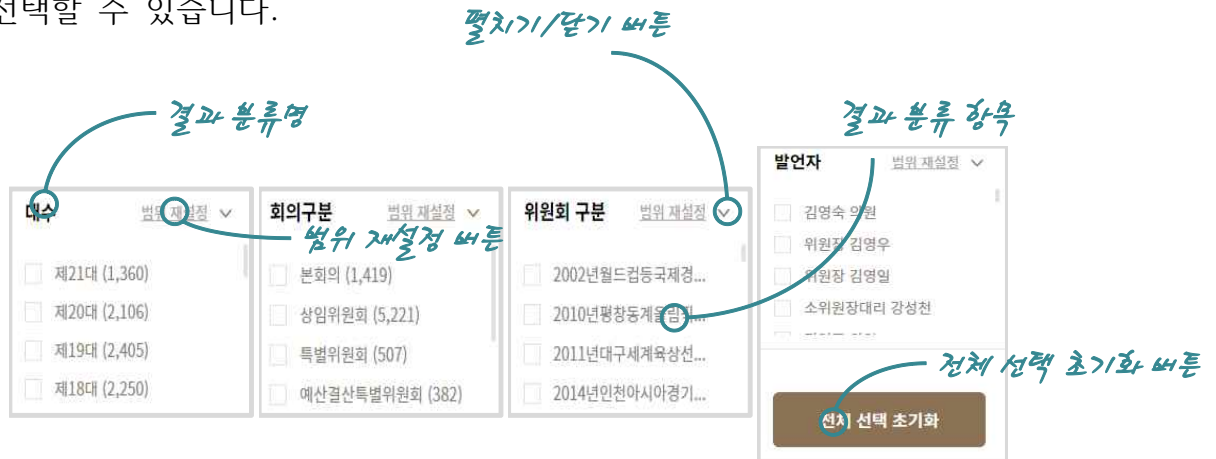 선택할 수 있습니다.
펼치기/닫기 버튼
결과 분류명
결과 분류 항목
대수 범위 재설정
제21대 (1,360)
제20대 (2,106)
제19대 (2,405)
제18대 (2,250)
회의구분 범위 재설정
범위 재설정 버튼
본회의 (1,419)
상임위원회 (5,221)
특별위원회 (507)
예산결산특별위원회 (382)
위원회 구분 범위 재설정
2002년월드컵등국제경...
2010년평창동계올림픽...
2011년대구세계육상선...
2014년인천아시아경기...
발언자 범위 재설정
김영숙 의원
위원장 김영우
위원장 김영일
소위원장대리 강성천
전체 선택 초기화 버튼
전체 선택 초기화